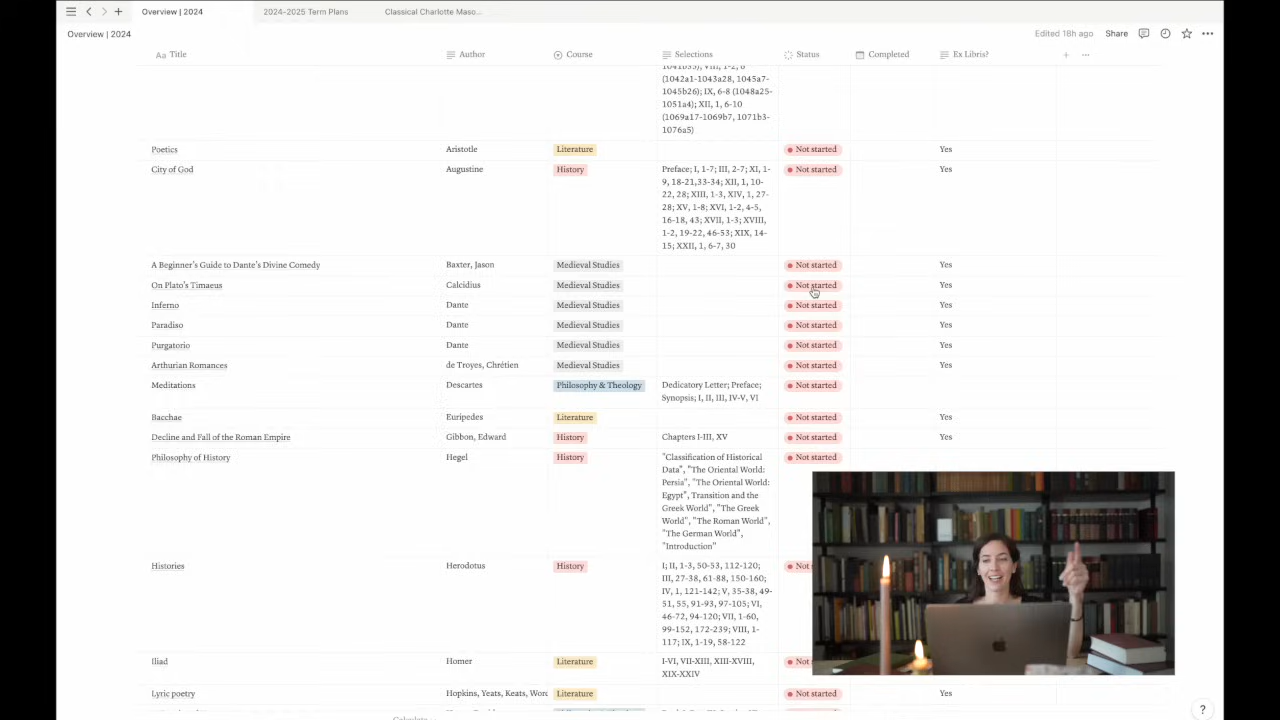 Overview | 2024
2024-2025 Term Plans
Classical Charlotte Maso...
Overview | 2024
Edited 18h ago
Share
Aa Title
Author
Course
Selections
Status
Completed
Ex Libris?
1041b35); VIII, 1-2, 6
(1042a1-1043a28, 1045a7-
1045b26); IX, 6-8 (1048a25-
1051a4); XII, 1, 6-10
(1069a17-1069b7, 1071b3-
1076a5)
Poetics
Aristotle
Literature
Not started
Yes
City of God
Augustine
History
Preface; I, 1-7; III, 2-7; XI, 1-
9, 18-21,33-34; XII, 1, 10-
22, 28; XIII, 1-3, XIV, 1, 27-
28; XV, 1-8; XVI, 1-2, 4-5,
16-18, 43; XVII, 1-3; XVIII,
1-2, 19-22, 46-53; XIX, 14-
15; XXII, 1, 6-7, 30
Not started
Yes
A Beginner's Guide to Dante's Divine Comedy
Baxter, Jason
Medieval Studies
Not started
Yes
On Plato's Timaeus
Calcidius
Medieval Studies
Not started
Yes
Inferno
Dante
Medieval Studies
Not started
Yes
Paradiso
Dante
Medieval Studies
Not started
Yes
Purgatorio
Dante
Medieval Studies
Not started
Yes
Arthurian Romances
de Troyes, Chrétien
Medieval Studies
Not started
Yes
Meditations
Descartes
Philosophy & Theology
Dedicatory Letter; Preface;
Synopsis; I, II, III, IV-V, VI
Not started
Bacchae
Euripedes
Literature
Not started
Yes
Decline and Fall of the Roman Empire
Gibbon, Edward
History
Chapters I-III, XV
Not started
Yes
Philosophy of History
Hegel
History
"Classification of Historical
Data", "The Oriental World:
Persia", "The Oriental World:
Egypt", Transition and the
Greek World", "The Greek
World", "The Roman World",
"The German World",
"Introduction"
Not started
Histories
Herodotus
History
I; II, 1-3, 50-53, 112-120;
III, 27-38, 61-88, 150-160;
IV, 1, 121-142; V, 35-38, 49-
51, 55, 91-93, 97-105; VI,
46-72, 94-120; VII, 1-60,
99-152, 172-239; VIII, 1-
117; IX, 1-19, 58-122
Iliad
Homer
Literature
I-VI, VII-XIII, XIII-XVIII,
XIX-XXIV
Lyric poetry
Hopkins, Yeats, Keats, Word
Literature
Not started
Yes
Calculate
?